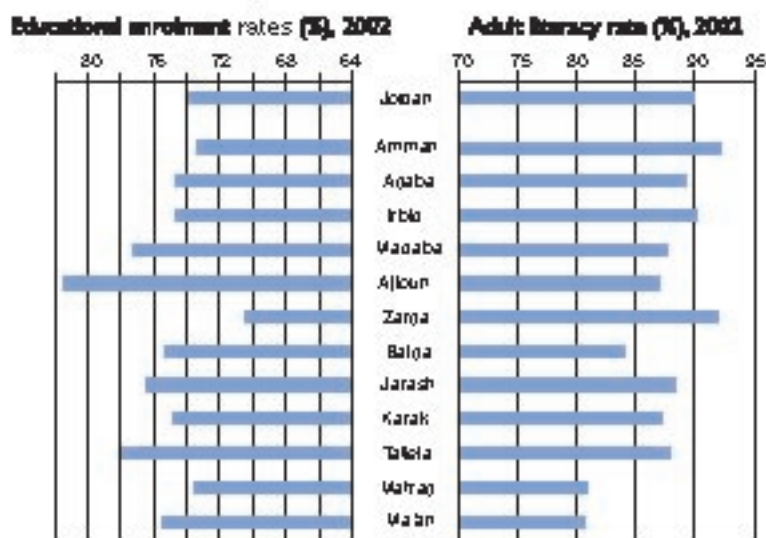 Educational enrolment rates (%), 2002
Adult literacy rate (%), 2002
80 76 72 68 64
70 75 80 85 90 95
Jordan
Amman
Aqaba
Irbid
Madaba
Ajloun
Zarqa
Balqa
Jarash
Karak
Tafiela
Mafraq
Ma'an